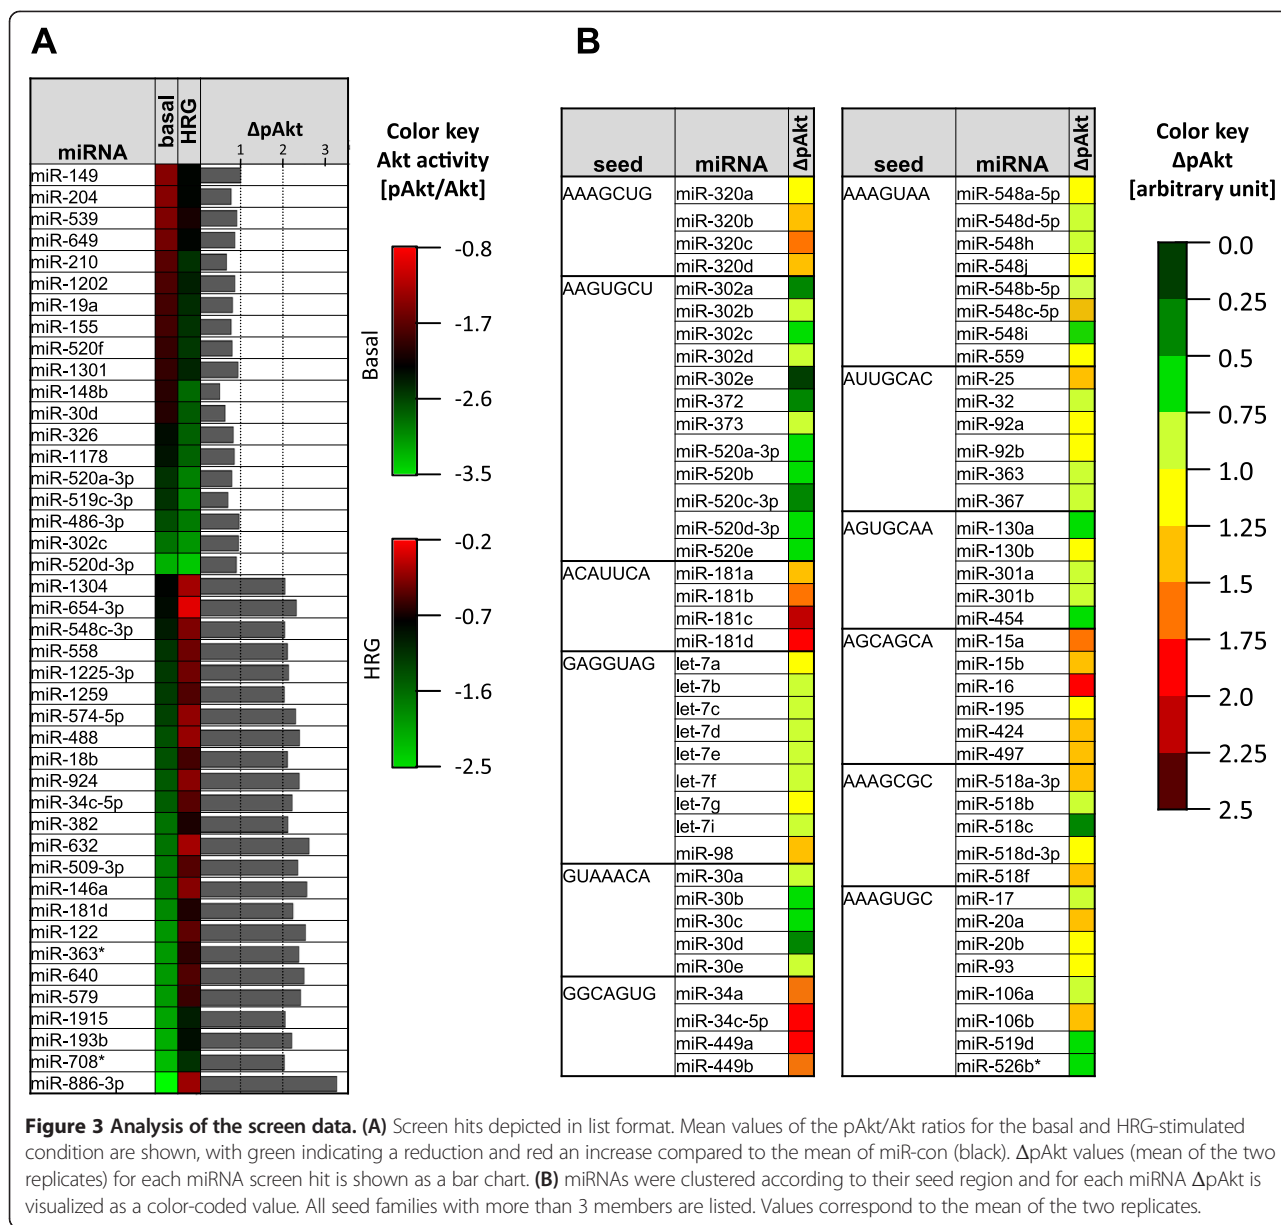 A
miRNA basal HRG ΔpAkt
1 2 3
miR-149
miR-204
miR-539
miR-649
miR-210
miR-1202
miR-19a
miR-155
miR-520f
miR-1301
miR-148b
miR-30d
miR-326
miR-1178
miR-520a-3p
miR-519c-3p
miR-486-3p
miR-302c
miR-520d-3p
miR-1304
miR-654-3p
miR-548c-3p
miR-558
miR-1225-3p
miR-1259
miR-574-5p
miR-488
miR-18b
miR-924
miR-34c-5p
miR-382
miR-632
miR-509-3p
miR-146a
miR-181d
miR-122
miR-363*
miR-640
miR-579
miR-1915
miR-193b
miR-708*
miR-886-3p
Color key
Akt activity
[pAkt/Akt]
Basal
-0.8
-1.7
-2.6
-3.5
HRG
-0.2
-0.7
-1.6
-2.5
B
seed miRNA ΔpAkt
AAAGCUG miR-320a
miR-320b
miR-320c
miR-320d
AAGUGCU miR-302a
miR-302b
miR-302c
miR-302d
miR-302e
miR-372
miR-373
miR-520a-3p
miR-520b
miR-520c-3p
miR-520d-3p
miR-520e
ACAUUCA miR-181a
miR-181b
miR-181c
miR-181d
GAGGUAG let-7a
let-7b
let-7c
let-7d
let-7e
let-7f
let-7g
let-7i
miR-98
GUAAACA miR-30a
miR-30b
miR-30c
miR-30d
miR-30e
GGCAGUG miR-34a
miR-34c-5p
miR-449a
miR-449b
seed miRNA ΔpAkt
AAAGUAA miR-548a-5p
miR-548d-5p
miR-548h
miR-548j
miR-548b-5p
miR-548c-5p
miR-548i
miR-559
AUUGCAC miR-25
miR-32
miR-92a
miR-92b
miR-363
miR-367
AGUGCAA miR-130a
miR-130b
miR-301a
miR-301b
miR-454
AGCAGCA miR-15a
miR-15b
miR-16
miR-195
miR-424
miR-497
AAAGCGC miR-518a-3p
miR-518b
miR-518c
miR-518d-3p
miR-518f
AAAGUGC miR-17
miR-20a
miR-20b
miR-93
miR-106a
miR-106b
miR-519d
miR-526b*
Color key
ΔpAkt
[arbitrary unit]
0.0
0.25
0.5
0.75
1.0
1.25
1.5
1.75
2.0
2.25
2.5
Figure 3 Analysis of the screen data. (A) Screen hits depicted in list format. Mean values of the pAkt/Akt ratios for the basal and HRG-stimulated
condition are shown, with green indicating a reduction and red an increase compared to the mean of miR-con (black). ΔpAkt values (mean of the two
replicates) for each miRNA screen hit is shown as a bar chart. (B) miRNAs were clustered according to their seed region and for each miRNA ΔpAkt is
visualized as a color-coded value. All seed families with more than 3 members are listed. Values correspond to the mean of the two replicates.